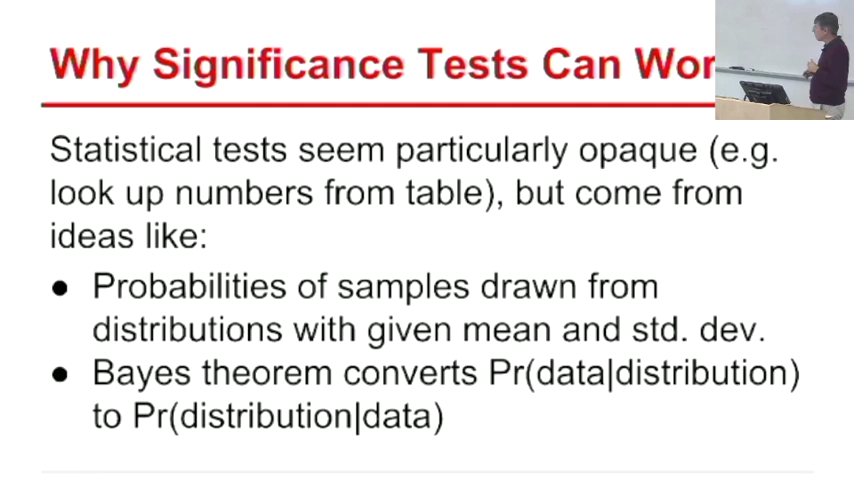 Why Significance Tests Can Wor
Statistical tests seem particularly opaque (e.g.
look up numbers from table), but come from
ideas like:
● Probabilities of samples drawn from
distributions with given mean and std. dev.
● Bayes theorem converts Pr(data|distribution)
to Pr(distribution|data)